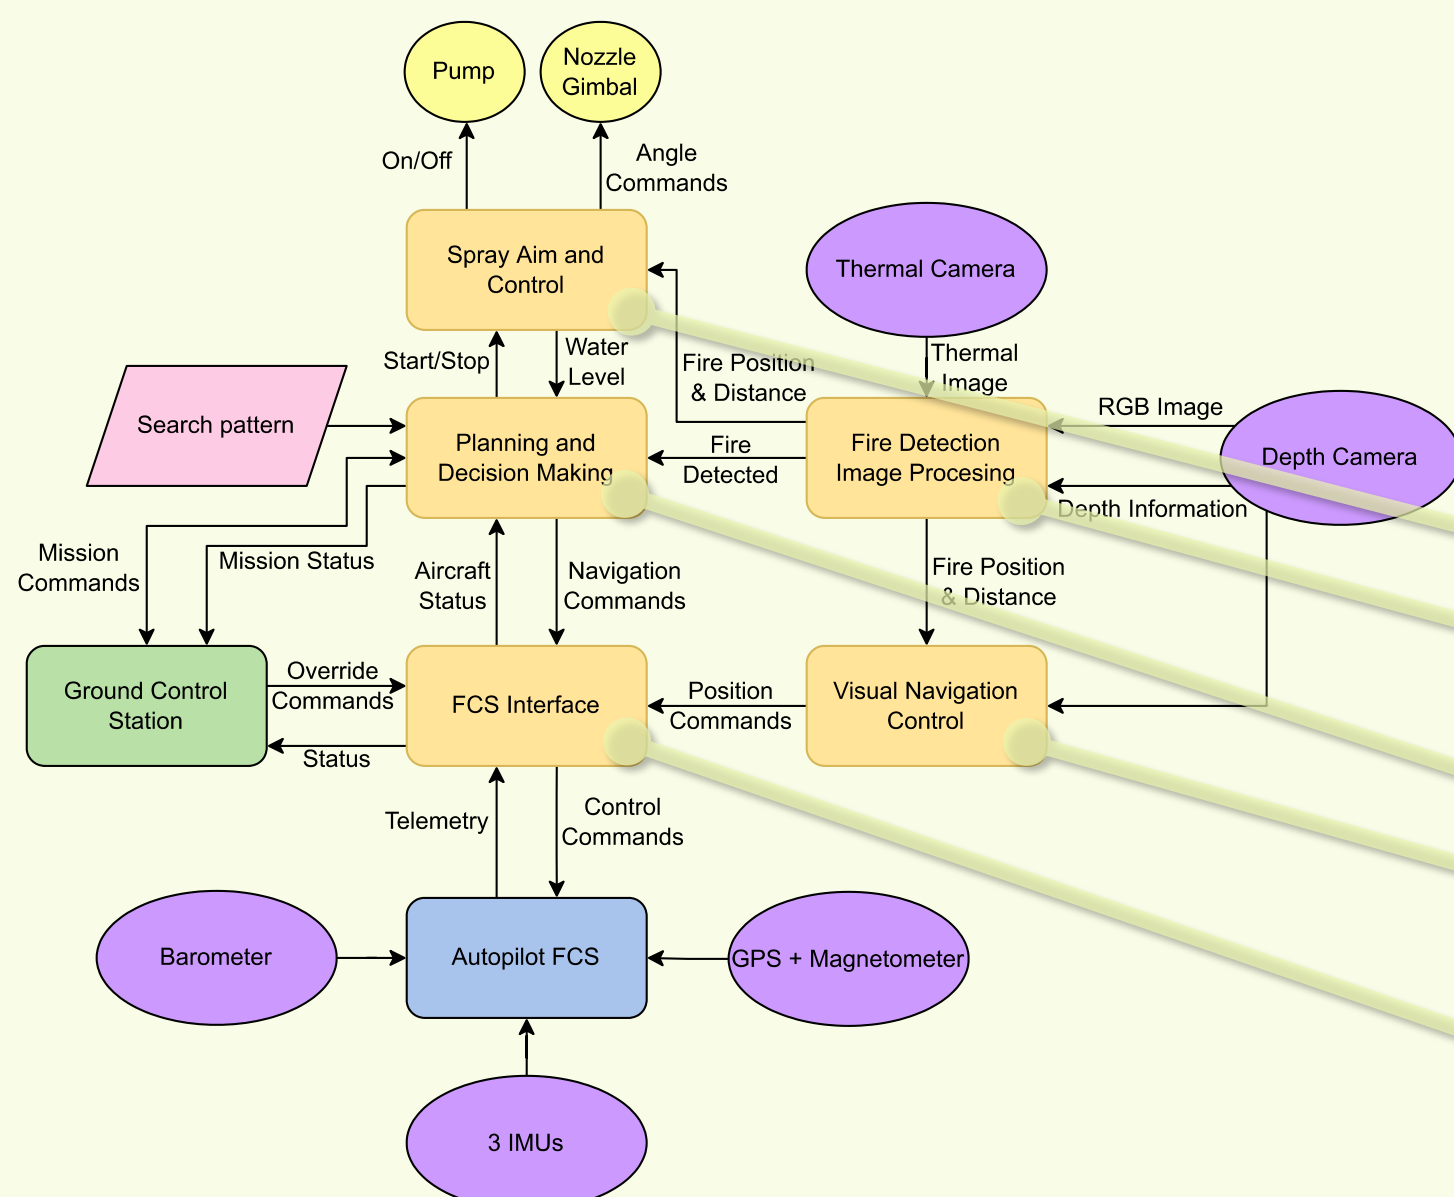 Pump
Nozzle
Gimbal
On/Off
Angle
Commands
Spray Aim and
Control
Thermal Camera
Start/Stop
Water
Level
Fire Position
& Distance
Thermal
Image
Search pattern
Planning and
Decision Making
Fire
Detected
Fire Detection
Image Procesing
RGB Image
Depth Camera
Depth Information
Mission
Commands
Mission Status
Aircraft
Status
Navigation
Commands
Fire Position
& Distance
Ground Control
Station
Override
Commands
Status
FCS Interface
Position
Commands
Visual Navigation
Control
Telemetry
Control
Commands
Barometer
Autopilot FCS
GPS + Magnetometer
3 IMUs